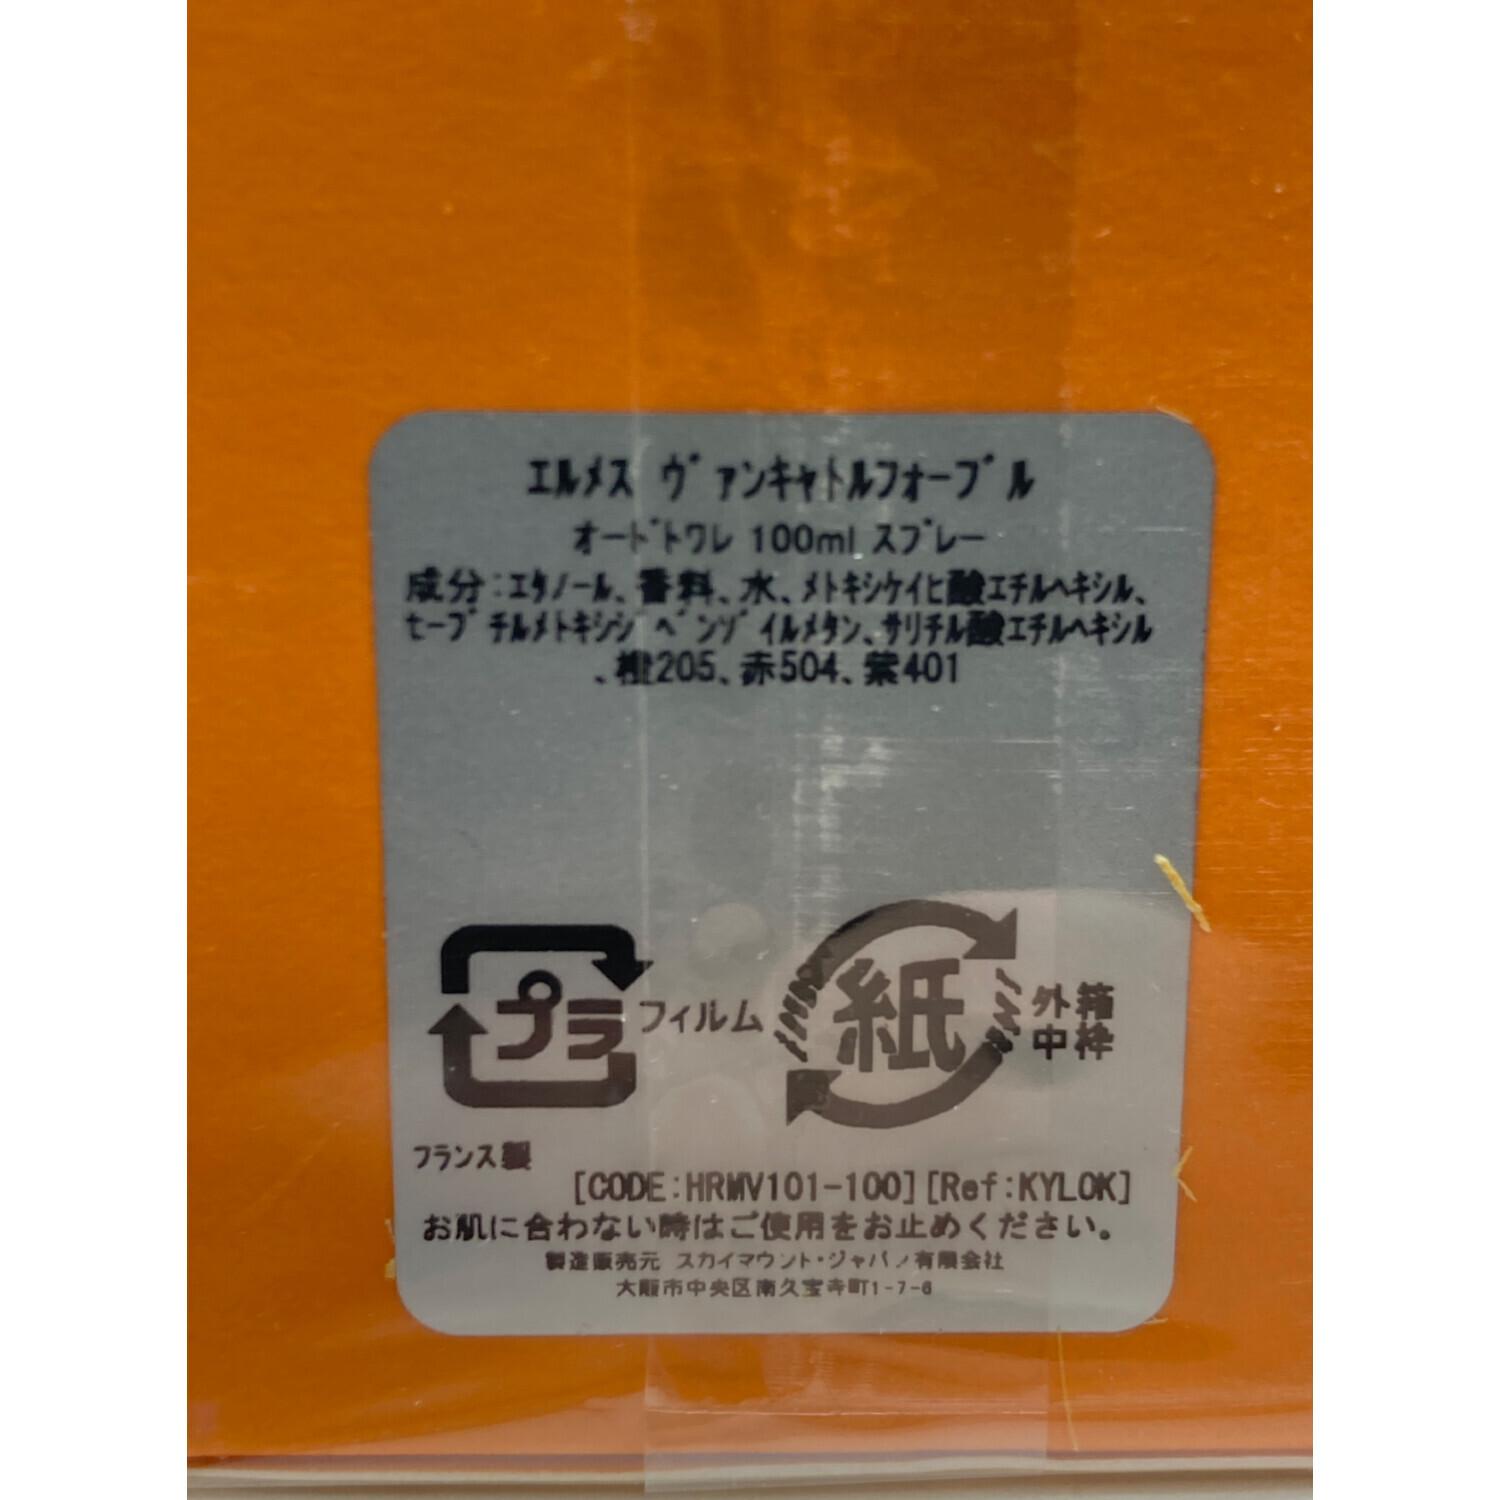 エルメス ヴァンキャトルフォーブル
オードトワレ 100ml スプレー
成分:エタノール、香料、水、メトキシケイヒ酸エチルヘキシル、
t-ブチルメトキシジベンゾイルメタン、サリチル酸エチルヘキシル
、橙205、赤504、紫401
プラ フィルム 紙 外箱
中枠
フランス製
[CODE:HRMV101-100][Ref:KYLOK]
お肌に合わない時はご使用をお止めください。
製造販売元 スカイマウント・ジャパン有限会社
大阪市中央区南久宝寺町1-7-6